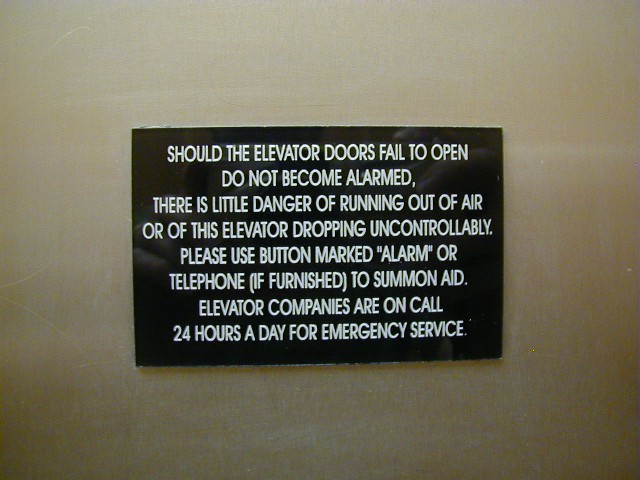 SHOULD THE ELEVATOR DOORS FAIL TO OPEN
DO NOT BECOME ALARMED,
THERE IS LITTLE DANGER OF RUNNING OUT OF AIR
OR OF THIS ELEVATOR DROPPING UNCONTROLLABLY.
PLEASE USE BUTTON MARKED "ALARM" OR
TELEPHONE (IF FURNISHED) TO SUMMON AID.
ELEVATOR COMPANIES ARE ON CALL
24 HOURS A DAY FOR EMERGENCY SERVICE.